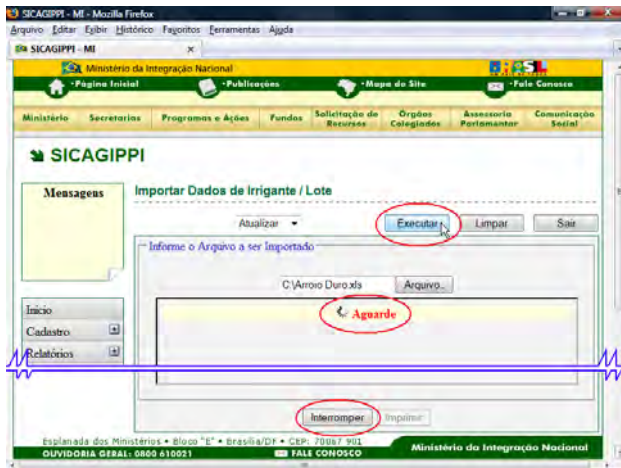 SICAGIPPI - MI - Mozilla Firefox
Arquivo Editar Exibir Histórico Favoritos Ferramentas Ajuda
SICAGIPPI - MI
Ministério da Integração Nacional
Página Inicial
Publicações
Mapa do Site
Fale Conosco
Ministério
Secretarias
Programas e Ações
Fundos
Solicitação de Recursos
Órgãos Colegiados
Assessoria Parlamentar
Comunicação Social
SICAGIPPI
Mensagens
Importar Dados de Irrigante / Lote
Atualizar
Executar
Limpar
Sair
Informe o Arquivo a ser Importado
C:\Arroio Duro.xls
Arquivo...
Aguarde
Início
Cadastro
Relatórios
Interromper
Imprimir
Esplanada dos Ministérios • Bloco "E" • Brasília/DF • CEP: 70067 901
OUVIDORIA GERAL: 0800 610021
FALE CONOSCO
Ministério da Integração Nacional